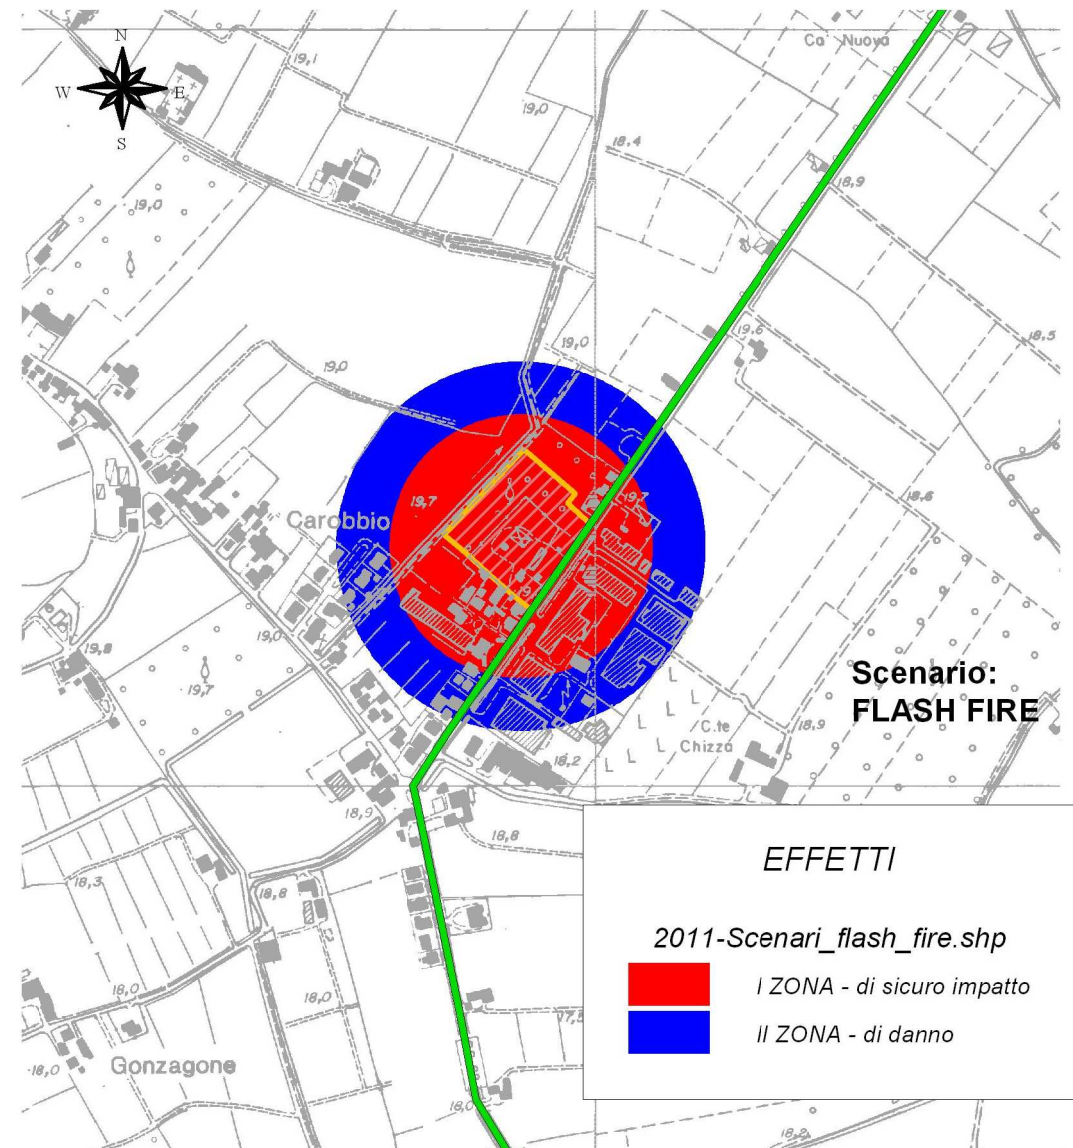 N
W
E
S
Ca' Nuova
19,1
19,0
18.4
18,9
19,0
19,6
18,5
19,0
19,0
18,6
19,7
19,7
Carobbio
19,0
19,8
19,7
Scenario:
FLASH FIRE
C.te
Chizza
18,9
18,2
18,9
18,8
18,3
18,8
18,0
18,0
17,5
Gonzagone
18,0
18,0
18,2
EFFETTI
2011-Scenari_flash_fire.shp
I ZONA - di sicuro impatto
II ZONA - di danno